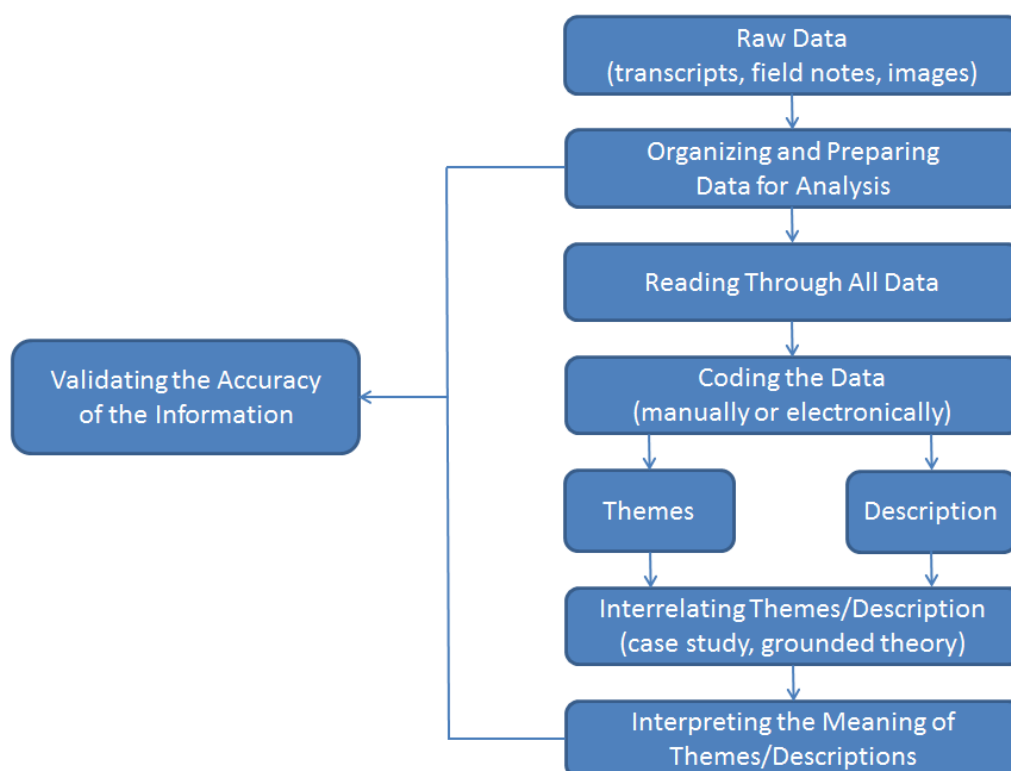 Raw Data
(transcripts, field notes, images)
Organizing and Preparing
Data for Analysis
Reading Through All Data
Validating the Accuracy
of the Information
Coding the Data
(manually or electronically)
Themes
Description
Interrelating Themes/Description
(case study, grounded theory)
Interpreting the Meaning of
Themes/Descriptions